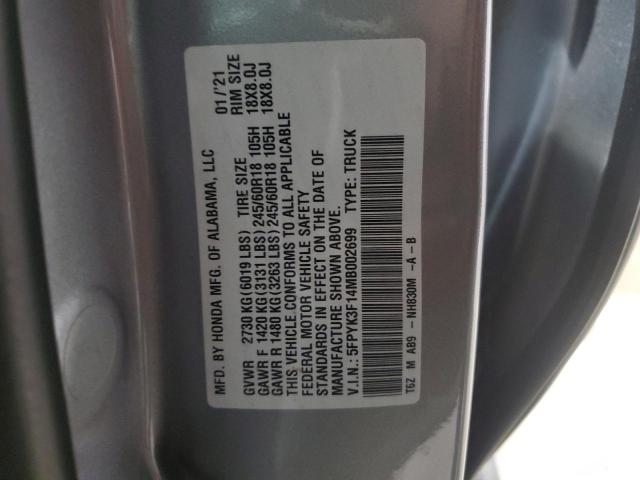 MFD. BY HONDA MFG. OF ALABAMA, LLC 01/'21
GVWR 2730 KG(6019 LBS) TIRE SIZE RIM SIZE
GAWR F 1420 KG(3131 LBS)245/60R18 105H 18X8.0J
GAWR R 1480 KG(3263 LBS)245/60R18 105H 18X8.0J
THIS VEHICLE CONFORMS TO ALL APPLICABLE
FEDERAL MOTOR VEHICLE SAFETY
STANDARDS IN EFFECT ON THE DATE OF
MANUFACTURE SHOWN ABOVE.
V.I.N.: 5FPYK3F14MB002699 TYPE: TRUCK
T6Z M AB9 - NH830M -A -B